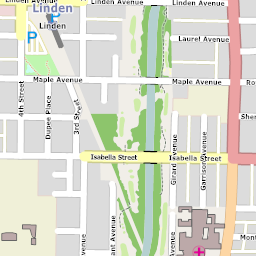 Linden Avenue
Linden Avenue
Linden
P
Linden
P
Laurel Avenue
Maple Avenue
Maple Avenue
4th Street
Dupee Place
3rd Street
Isabella Street
Isabella Street
Girard Avenue
Garrison Avenue